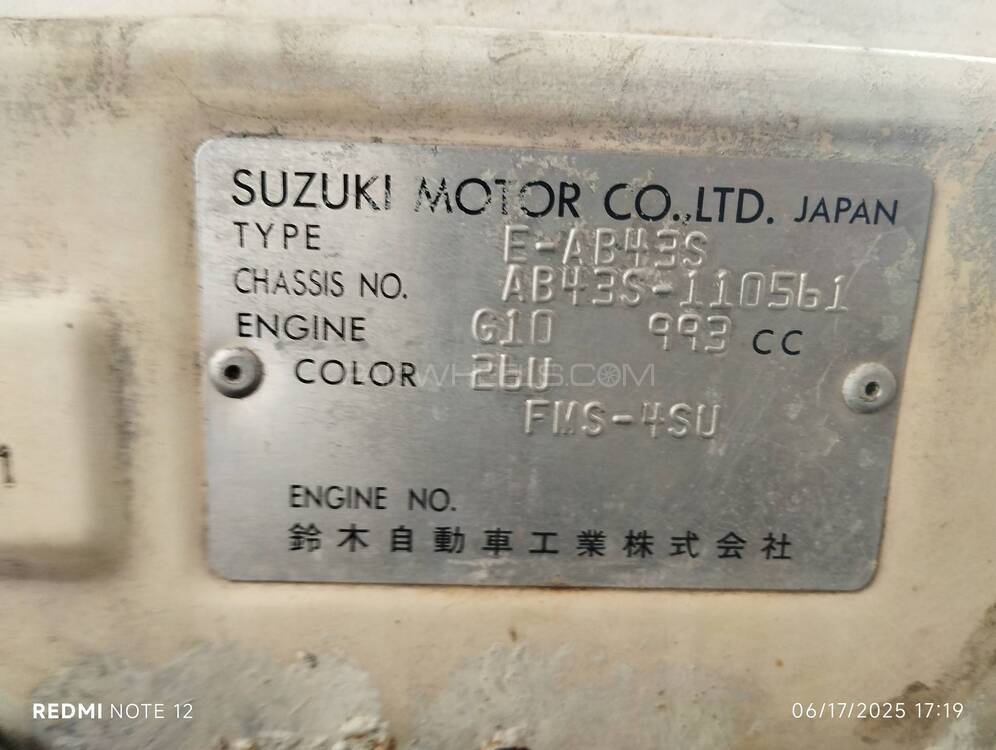 SUZUKI MOTOR CO.,LTD. JAPAN
TYPE E-AB43S
CHASSIS NO. AB43S-110561
ENGINE G10 993 CC
COLOR 26U
FMS-4SU
ENGINE NO.
鈴木自動車工業株式会社
REDMI NOTE 12
06/17/2025 17:19